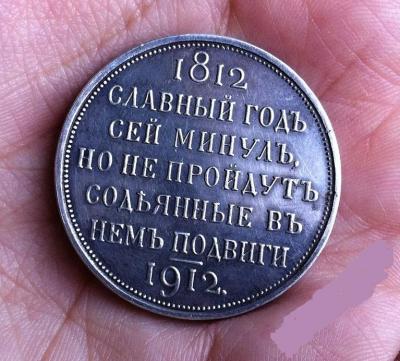 1812
СЛАВНЫЙ ГОДЪ
СЕЙ МИНУЛЪ,
НО НЕ ПРОЙДУТЪ
СОДѢЯННЫЕ ВЪ
НЕМЪ ПОДВИГИ
1912.